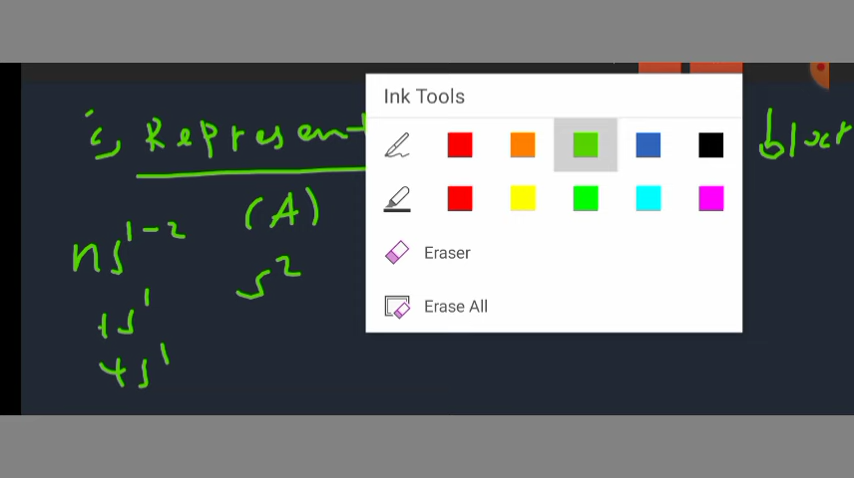 i, Represent
block
(A)
ns¹⁻²
s²
1s¹
4s¹
Ink Tools
Eraser
Erase All